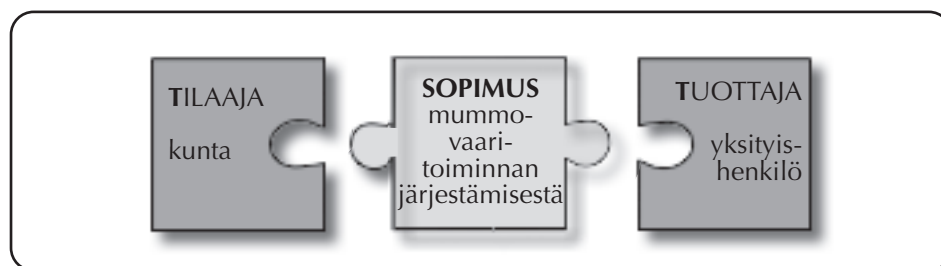 TILAAJA
kunta
SOPIMUS
mummo-
vaari-
toiminnan
järjestämisestä
TUOTTAJA
yksityis-
henkilö